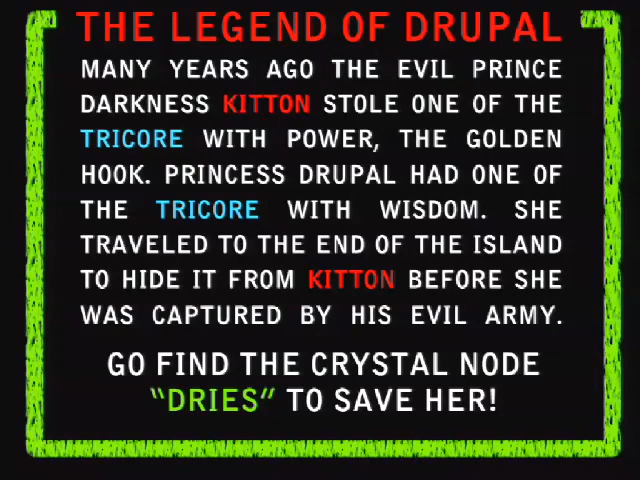 THE LEGEND OF DRUPAL
MANY YEARS AGO THE EVIL PRINCE
DARKNESS KITTON STOLE ONE OF THE
TRICORE WITH POWER, THE GOLDEN
HOOK. PRINCESS DRUPAL HAD ONE OF
THE TRICORE WITH WISDOM. SHE
TRAVELED TO THE END OF THE ISLAND
TO HIDE IT FROM KITTON BEFORE SHE
WAS CAPTURED BY HIS EVIL ARMY.
GO FIND THE CRYSTAL NODE
“DRIES” TO SAVE HER!